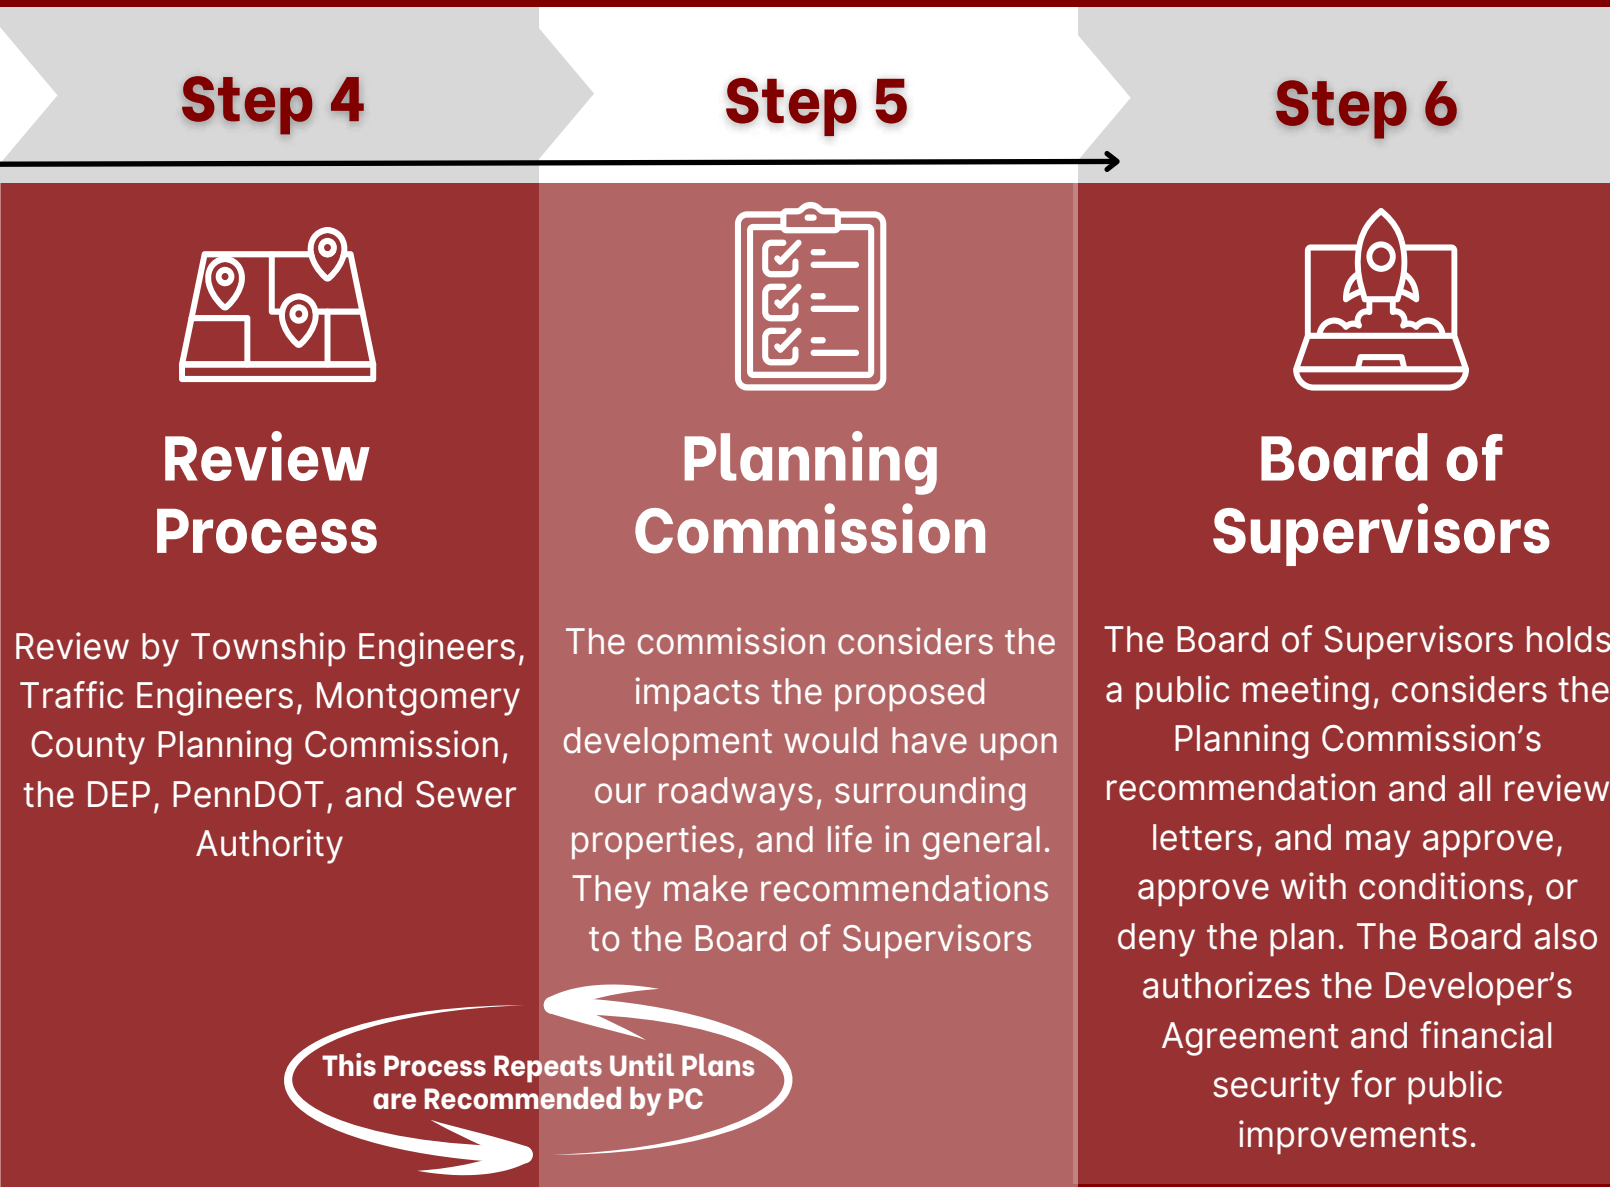 Step 4
Step 5
Step 6
Review
Process
Review by Township Engineers,
Traffic Engineers, Montgomery
County Planning Commission,
the DEP, PennDOT, and Sewer
Authority
Planning
Commission
The commission considers the
impacts the proposed
development would have upon
our roadways, surrounding
properties, and life in general.
They make recommendations
to the Board of Supervisors
This Process Repeats Until Plans
are Recommended by PC
Board of
Supervisors
The Board of Supervisors holds
a public meeting, considers the
Planning Commission’s
recommendation and all review
letters, and may approve,
approve with conditions, or
deny the plan. The Board also
authorizes the Developer’s
Agreement and financial
security for public
improvements.